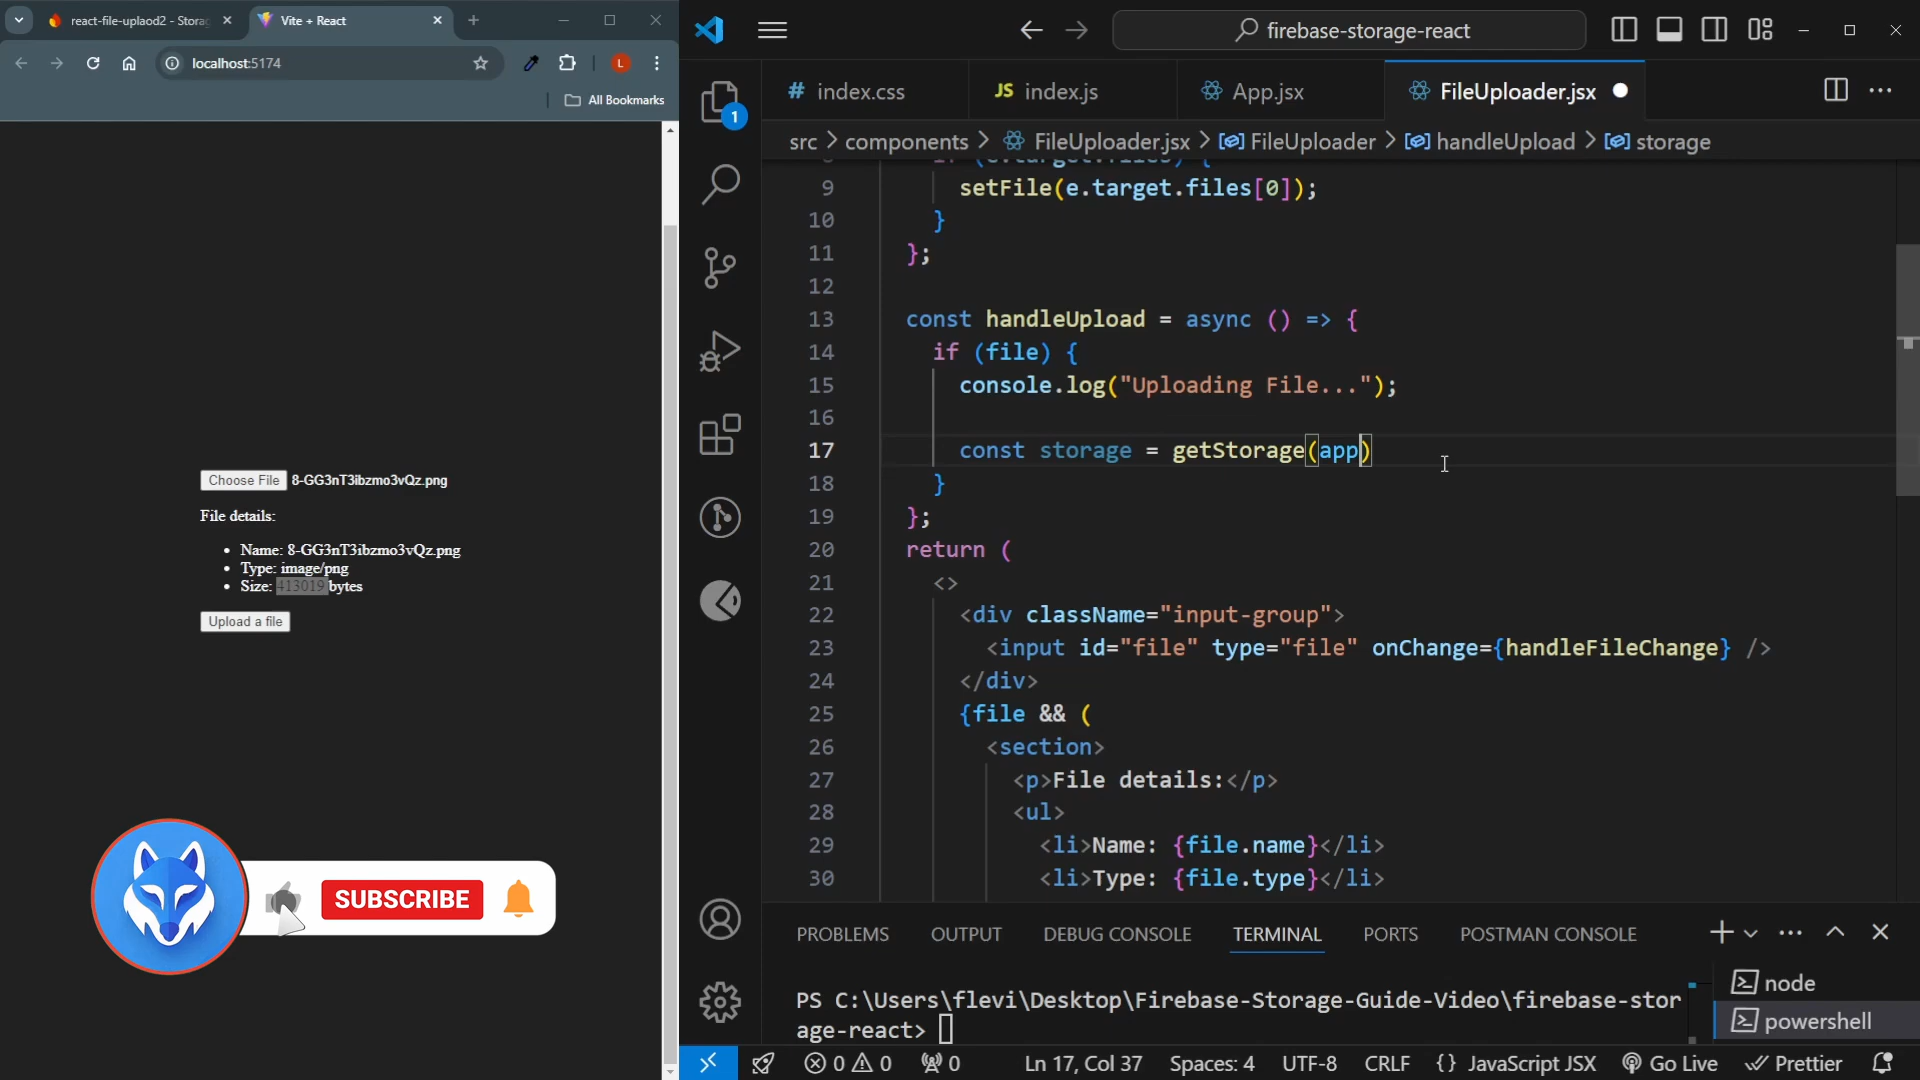 react-file-uplaod2 - Storag
Vite + React
localhost:5174
L
All Bookmarks
Choose File 8-GG3nT3ibzmo3vQz.png
File details:
• Name: 8-GG3nT3ibzmo3vQz.png
• Type: image/png
• Size: 413019 bytes
Upload a file
SUBSCRIBE
firebase-storage-react
1
# index.css
JS index.js
App.jsx
FileUploader.jsx
src > components > FileUploader.jsx > FileUploader > handleUpload > storage
if (e.target.files) {
9 setFile(e.target.files[0]);
10 }
11 };
12
13 const handleUpload = async () => {
14 if (file) {
15 console.log("Uploading File...");
16
17 const storage = getStorage(app)
18 }
19 };
20 return (
21 <>
22 <div className="input-group">
23 <input id="file" type="file" onChange={handleFileChange} />
24 </div>
25 {file && (
26 <section>
27 <p>File details:</p>
28 <ul>
29 <li>Name: {file.name}</li>
30 <li>Type: {file.type}</li>
PROBLEMS OUTPUT DEBUG CONSOLE TERMINAL PORTS POSTMAN CONSOLE
PS C:\Users\flevi\Desktop\Firebase-Storage-Guide-Video\firebase-stor
age-react>
node
powershell
0 0 0 Ln 17, Col 37 Spaces: 4 UTF-8 CRLF {} JavaScript JSX Go Live Prettier